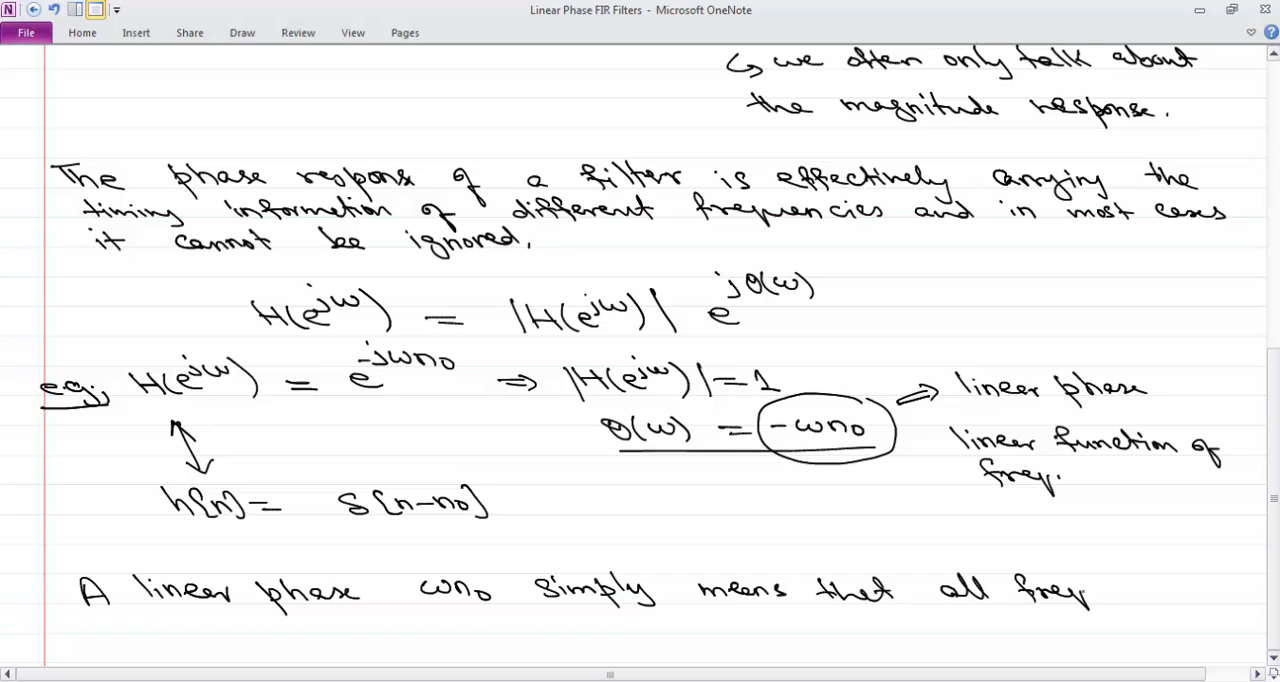 Linear Phase FIR Filters - Microsoft OneNote
File Home Insert Share Draw Review View Pages
↳ we often only talk about
the magnitude response.
The phase respons of a filter is effectively carrying the
timing information of different frequencies and in most cases
it cannot be ignored.
H(e^jω) = |H(e^jω)| e^jθ(ω)
e.g., H(e^jω) = e^-jωn₀ ⇒ |H(e^jω)| = 1 ⇒ linear phase
θ(ω) = -ωn₀ linear function of
freq.
h[n] = δ[n-n₀]
A linear phase ωn₀ simply means that all freq.